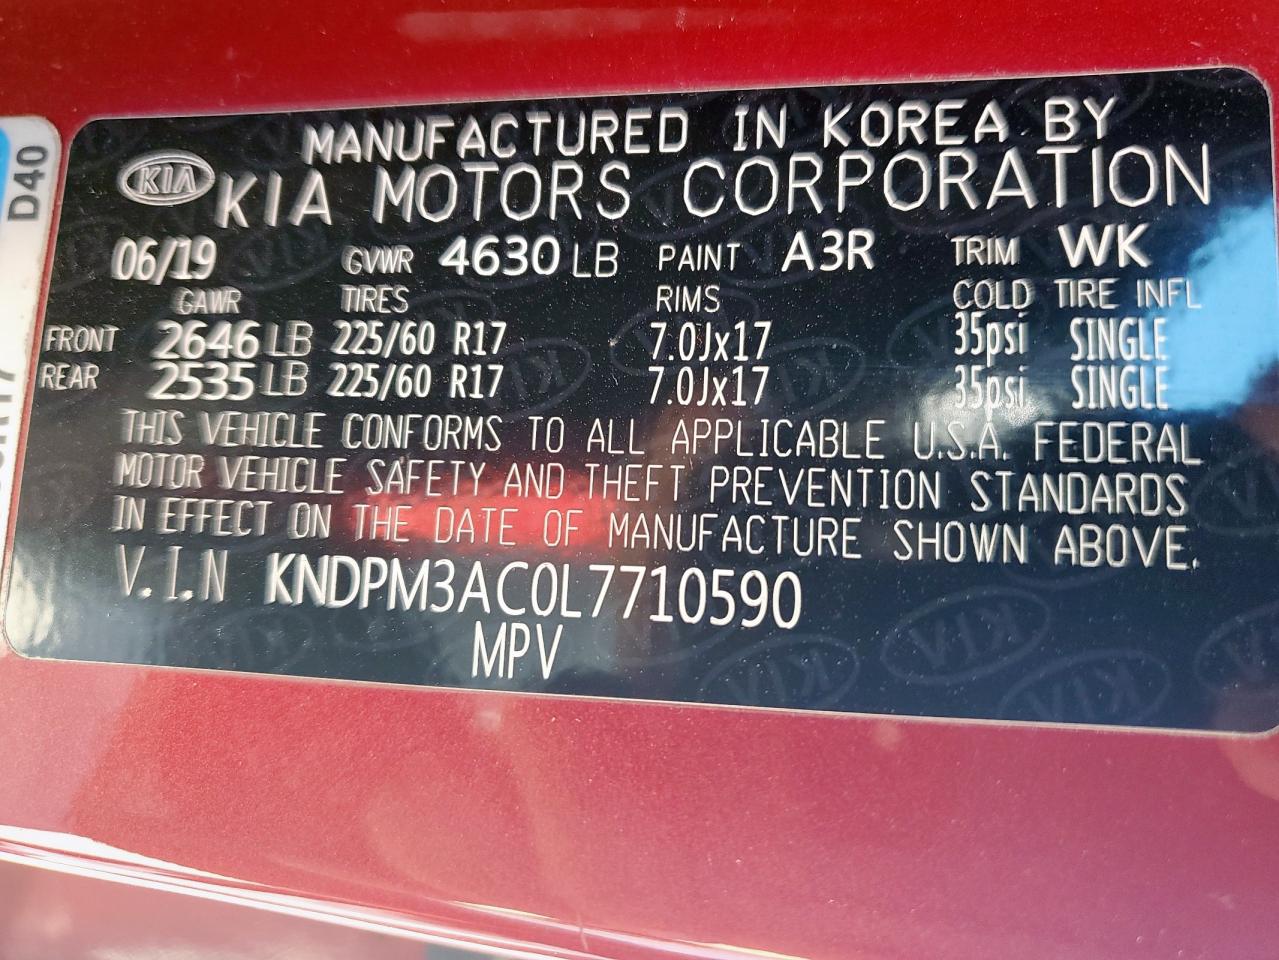 MANUFACTURED IN KOREA BY
KIA KIA MOTORS CORPORATION
06/19 GVWR 4630 LB PAINT A3R TRIM WK
GAWR TIRES RIMS COLD TIRE INFL
FRONT 2646 LB 225/60 R17 7.0Jx17 35psi SINGLE
REAR 2535 LB 225/60 R17 7.0Jx17 35psi SINGLE
THIS VEHICLE CONFORMS TO ALL APPLICABLE U.S.A. FEDERAL
MOTOR VEHICLE SAFETY AND THEFT PREVENTION STANDARDS
IN EFFECT ON THE DATE OF MANUFACTURE SHOWN ABOVE.
V.I.N KNDPM3AC0L7710590
MPV
D40